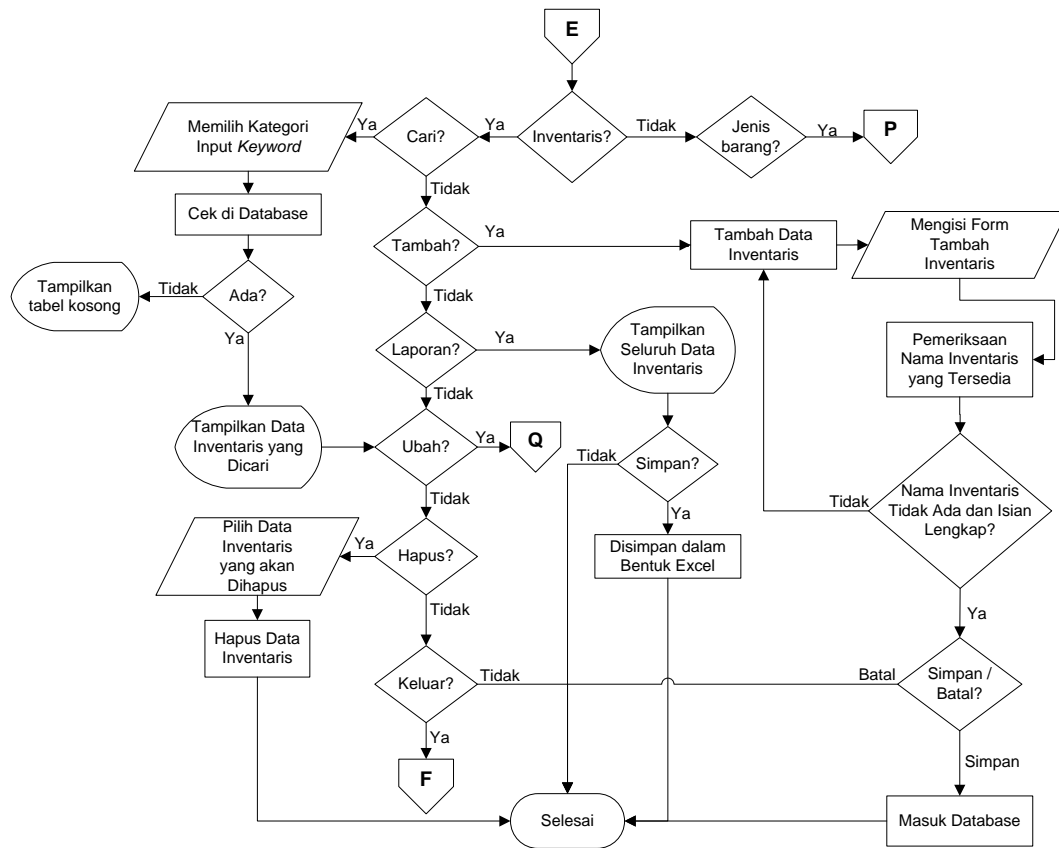 E
Memilih Kategori
Input Keyword
Ya
Cari?
Ya
Inventaris?
Tidak
Jenis
barang?
Ya
P
Tidak
Cek di Database
Tambah?
Ya
Tambah Data
Inventaris
Mengisi Form
Tambah
Inventaris
Tampilkan
tabel kosong
Tidak
Ada?
Tidak
Ya
Laporan?
Ya
Tampilkan
Seluruh Data
Inventaris
Pemeriksaan
Nama Inventaris
yang Tersedia
Tidak
Tampilkan Data
Inventaris yang
Dicari
Ubah?
Ya
Q
Tidak
Simpan?
Tidak
Nama Inventaris
Tidak Ada dan Isian
Lengkap?
Tidak
Ya
Pilih Data
Inventaris
yang akan
Dihapus
Ya
Hapus?
Disimpan dalam
Bentuk Excel
Tidak
Ya
Hapus Data
Inventaris
Keluar?
Tidak
Batal
Simpan /
Batal?
Ya
F
Simpan
Selesai
Masuk Database